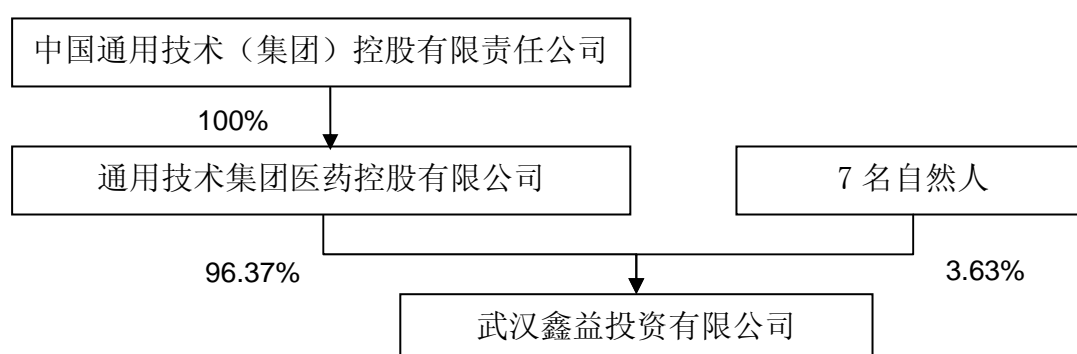 中国通用技术（集团）控股有限责任公司
100%
通用技术集团医药控股有限公司
7 名自然人
96.37%
3.63%
武汉鑫益投资有限公司